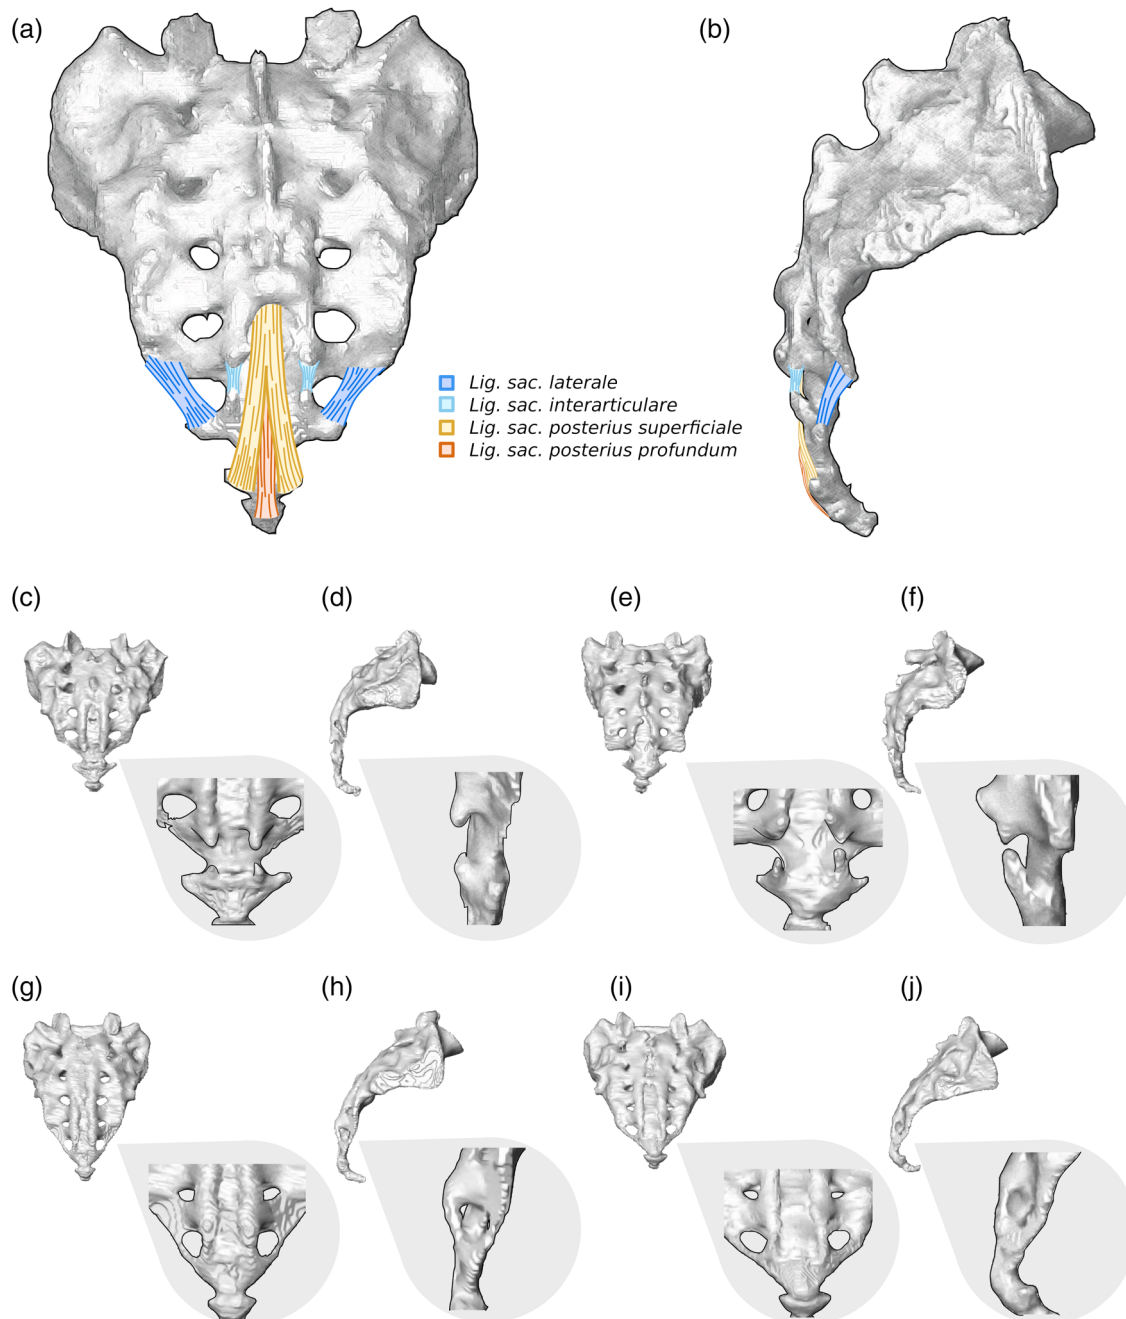 (a)
(b)
Lig. sac. laterale
Lig. sac. interarticulare
Lig. sac. posterius superficiale
Lig. sac. posterius profundum
(c)
(d)
(e)
(f)
(g)
(h)
(i)
(j)